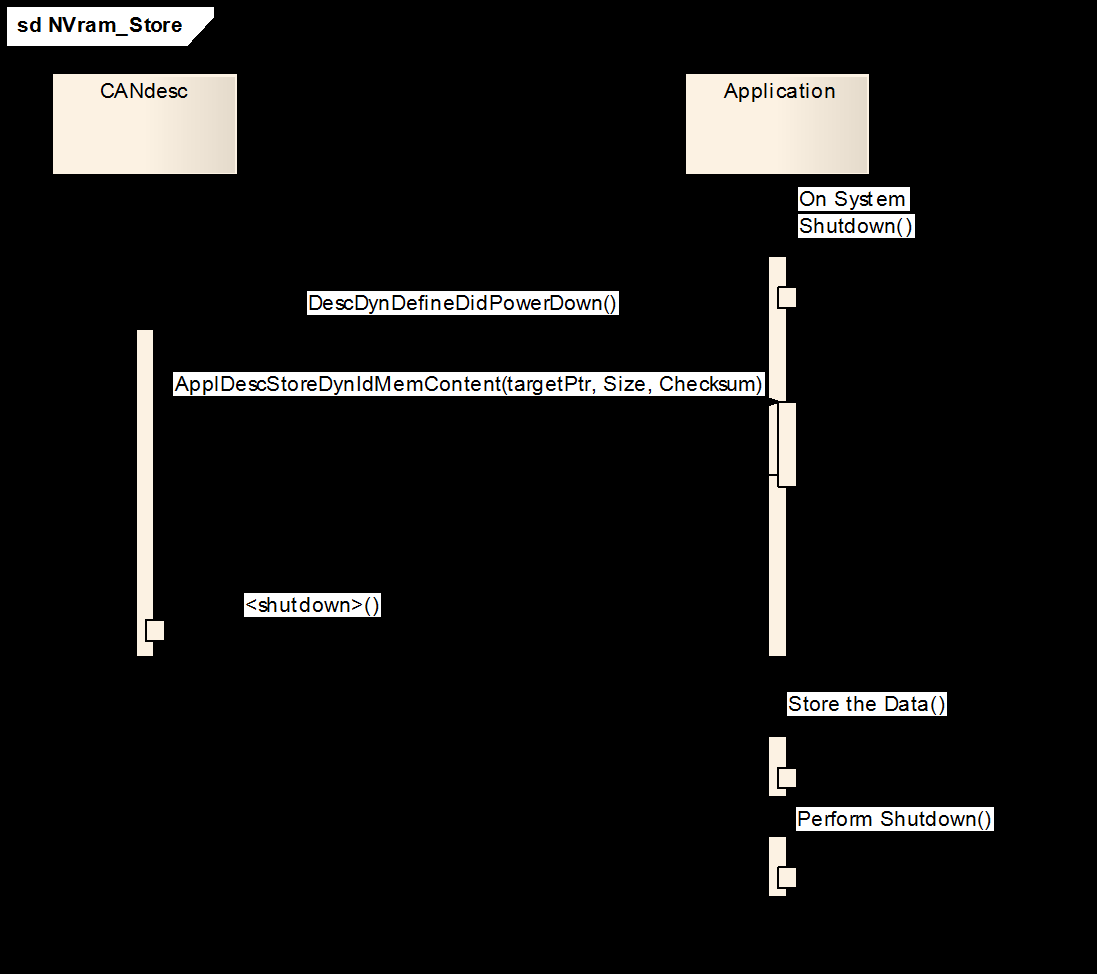 sd NVram_Store
CANdesc
Application
On System
Shutdown()
DescDynDefineDidPowerDown()
ApplDescStoreDynIdMemContent(targetPtr, Size, Checksum)
<shutdown>()
Store the Data()
Perform Shutdown()